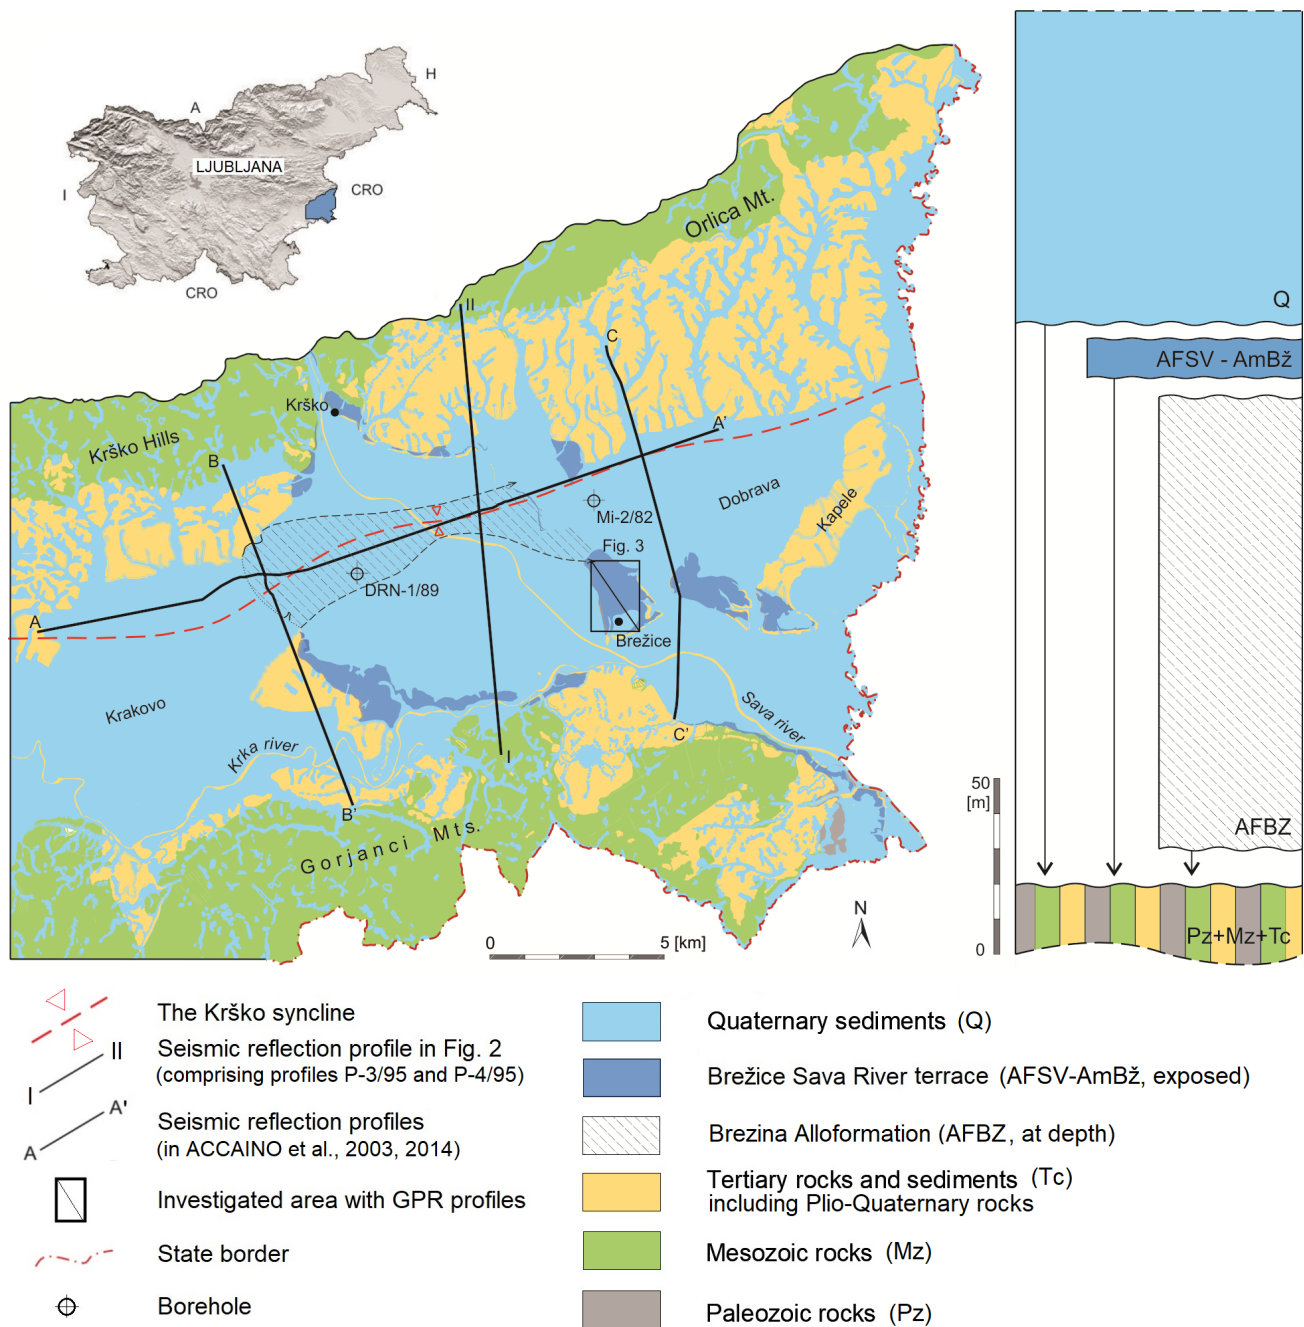 H
A
LJUBLJANA
I
CRO
CRO
Orlica Mt.
II
C
Krško
A'
Krško Hills
B
Dobrava
Kapele
Mi-2/82
Fig. 3
DRN-1/89
A
Brežice
Krakovo
Sava river
C'
Krka river
I
B'
Gorjanci Mts.
N
0 5 [km]
Q
AFSV - AmBž
AFBZ
50
[m]
0
Pz+Mz+Tc
The Krško syncline
I II
Seismic reflection profile in Fig. 2
(comprising profiles P-3/95 and P-4/95)
A A'
Seismic reflection profiles
(in ACCAINO et al., 2003, 2014)
Investigated area with GPR profiles
State border
Borehole
Quaternary sediments (Q)
Brežice Sava River terrace (AFSV-AmBž, exposed)
Brezina Alloformation (AFBZ, at depth)
Tertiary rocks and sediments (Tc)
including Plio-Quaternary rocks
Mesozoic rocks (Mz)
Paleozoic rocks (Pz)